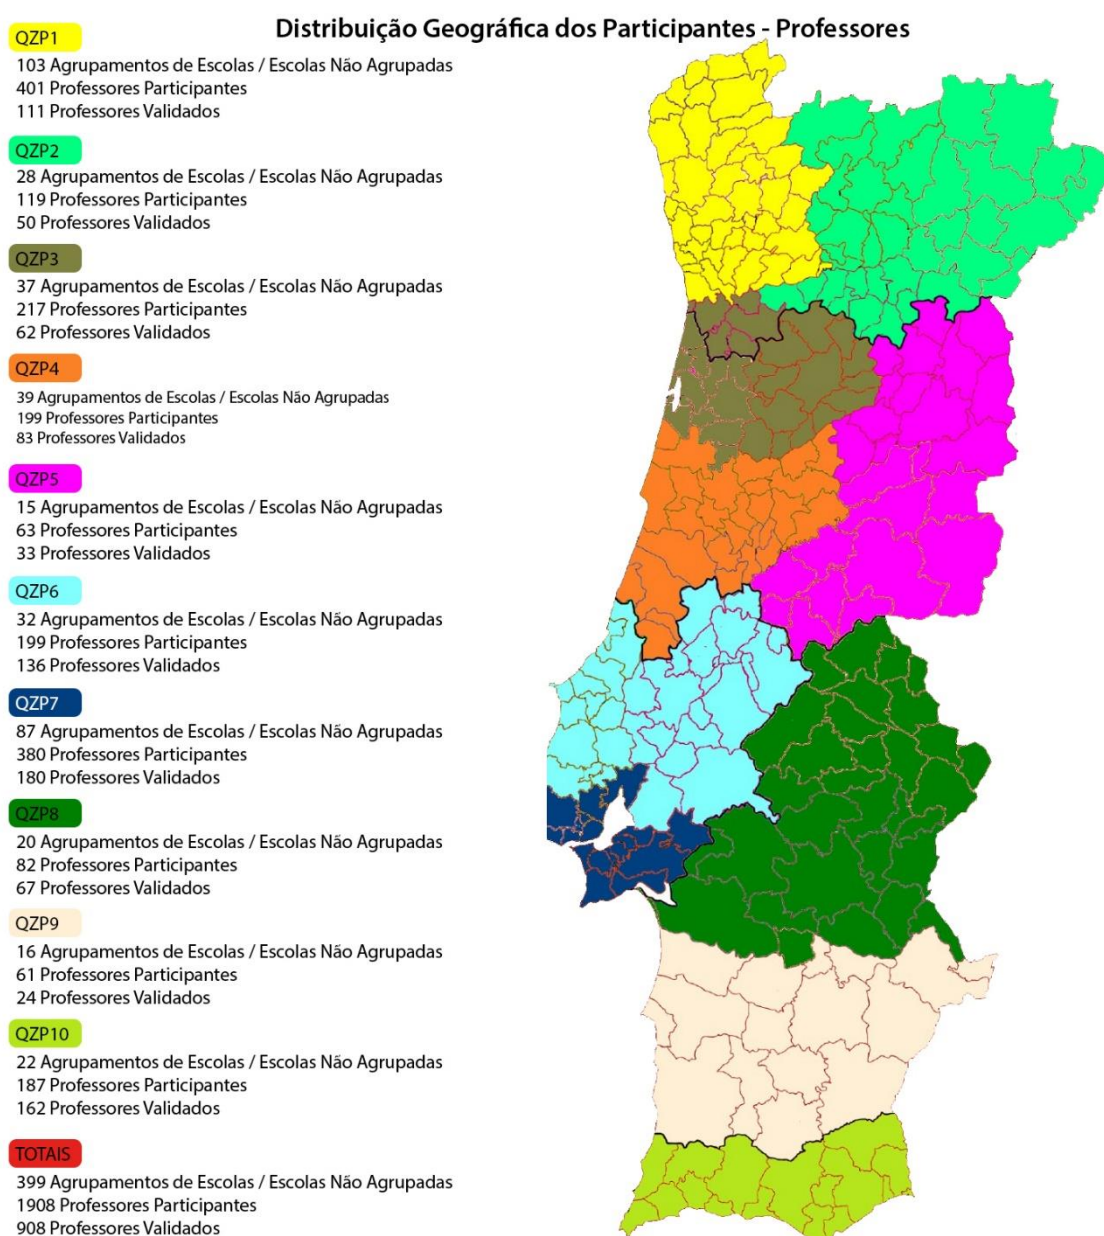 Distribuição Geográfica dos Participantes - Professores
QZP1
103 Agrupamentos de Escolas / Escolas Não Agrupadas
401 Professores Participantes
111 Professores Validados
QZP2
28 Agrupamentos de Escolas / Escolas Não Agrupadas
119 Professores Participantes
50 Professores Validados
QZP3
37 Agrupamentos de Escolas / Escolas Não Agrupadas
217 Professores Participantes
62 Professores Validados
QZP4
39 Agrupamentos de Escolas / Escolas Não Agrupadas
199 Professores Participantes
83 Professores Validados
QZP5
15 Agrupamentos de Escolas / Escolas Não Agrupadas
63 Professores Participantes
33 Professores Validados
QZP6
32 Agrupamentos de Escolas / Escolas Não Agrupadas
199 Professores Participantes
136 Professores Validados
QZP7
87 Agrupamentos de Escolas / Escolas Não Agrupadas
380 Professores Participantes
180 Professores Validados
QZP8
20 Agrupamentos de Escolas / Escolas Não Agrupadas
82 Professores Participantes
67 Professores Validados
QZP9
16 Agrupamentos de Escolas / Escolas Não Agrupadas
61 Professores Participantes
24 Professores Validados
QZP10
22 Agrupamentos de Escolas / Escolas Não Agrupadas
187 Professores Participantes
162 Professores Validados
TOTAIS
399 Agrupamentos de Escolas / Escolas Não Agrupadas
1908 Professores Participantes
908 Professores Validados